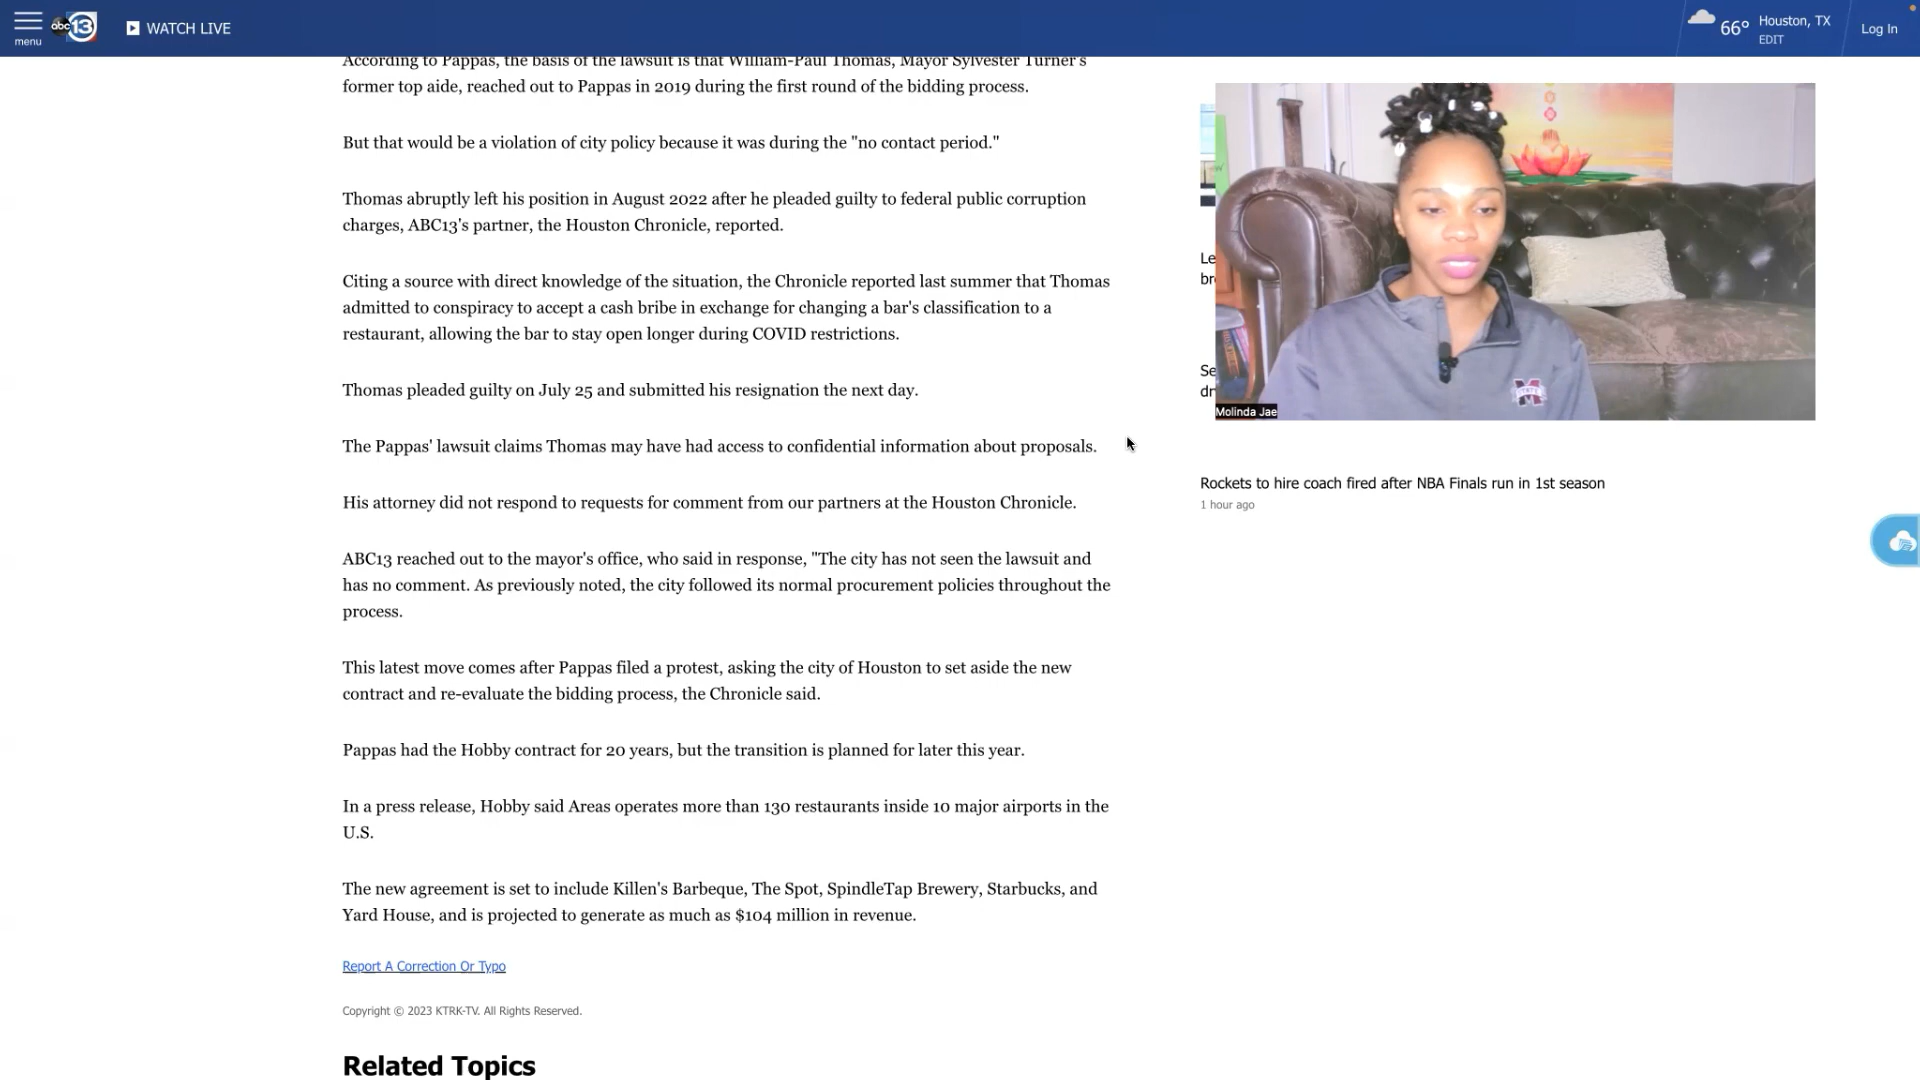 menu
abc 13
WATCH LIVE
66°
Houston, TX
EDIT
Log In
According to Pappas, the basis of the lawsuit is that William-Paul Thomas, Mayor Sylvester Turner's
former top aide, reached out to Pappas in 2019 during the first round of the bidding process.
But that would be a violation of city policy because it was during the "no contact period."
Thomas abruptly left his position in August 2022 after he pleaded guilty to federal public corruption
charges, ABC13's partner, the Houston Chronicle, reported.
Citing a source with direct knowledge of the situation, the Chronicle reported last summer that Thomas
admitted to conspiracy to accept a cash bribe in exchange for changing a bar's classification to a
restaurant, allowing the bar to stay open longer during COVID restrictions.
Thomas pleaded guilty on July 25 and submitted his resignation the next day.
The Pappas' lawsuit claims Thomas may have had access to confidential information about proposals.
His attorney did not respond to requests for comment from our partners at the Houston Chronicle.
ABC13 reached out to the mayor's office, who said in response, "The city has not seen the lawsuit and
has no comment. As previously noted, the city followed its normal procurement policies throughout the
process.
This latest move comes after Pappas filed a protest, asking the city of Houston to set aside the new
contract and re-evaluate the bidding process, the Chronicle said.
Pappas had the Hobby contract for 20 years, but the transition is planned for later this year.
In a press release, Hobby said Areas operates more than 130 restaurants inside 10 major airports in the
U.S.
The new agreement is set to include Killen's Barbeque, The Spot, SpindleTap Brewery, Starbucks, and
Yard House, and is projected to generate as much as $104 million in revenue.
Report A Correction Or Typo
Copyright © 2023 KTRK-TV. All Rights Reserved.
Related Topics
Le
br
Se
dr
STATE
Molinda Jae
Rockets to hire coach fired after NBA Finals run in 1st season
1 hour ago